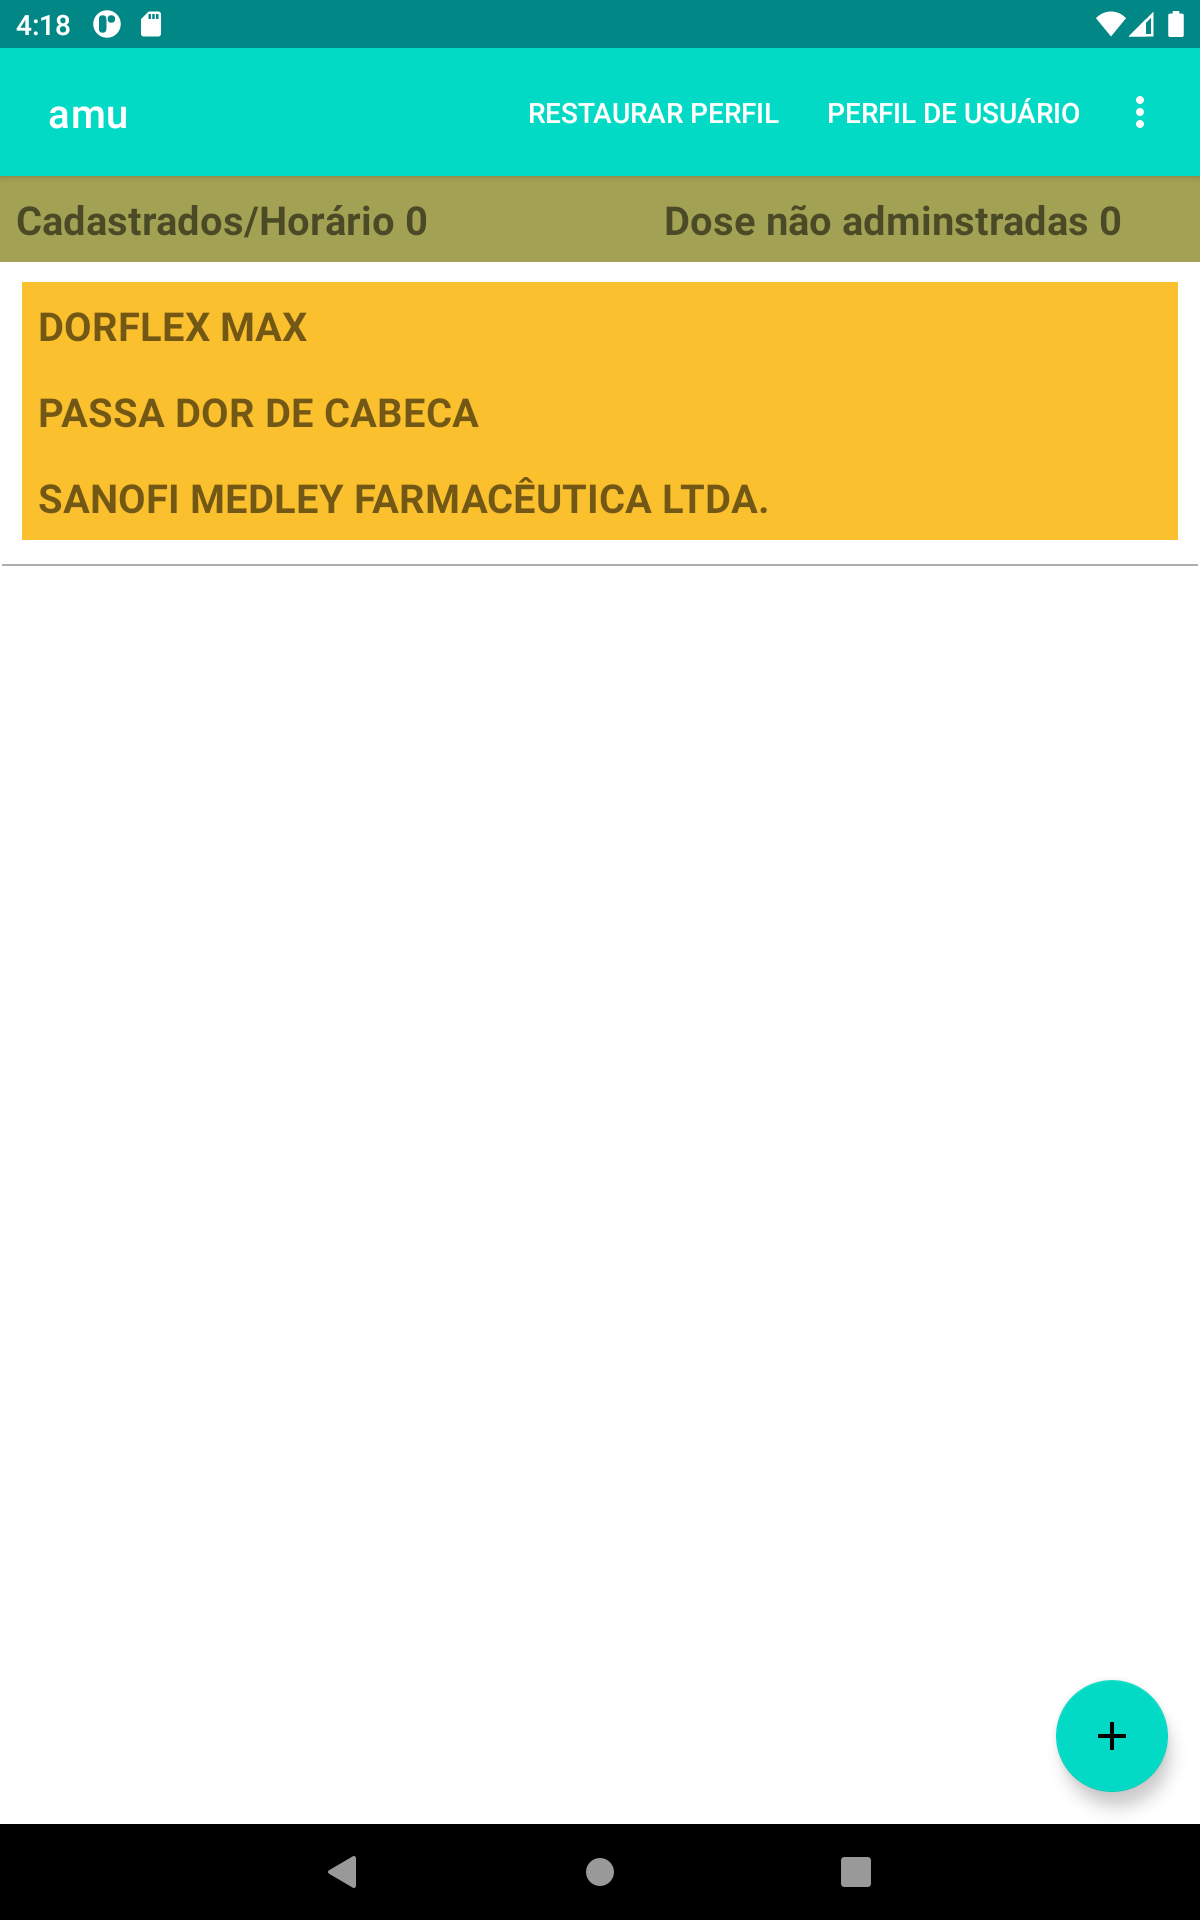 4:18
amu RESTAURAR PERFIL PERFIL DE USUÁRIO
Cadastrados/Horário 0 Dose não adminstradas 0
DORFLEX MAX
PASSA DOR DE CABECA
SANOFI MEDLEY FARMACÊUTICA LTDA.